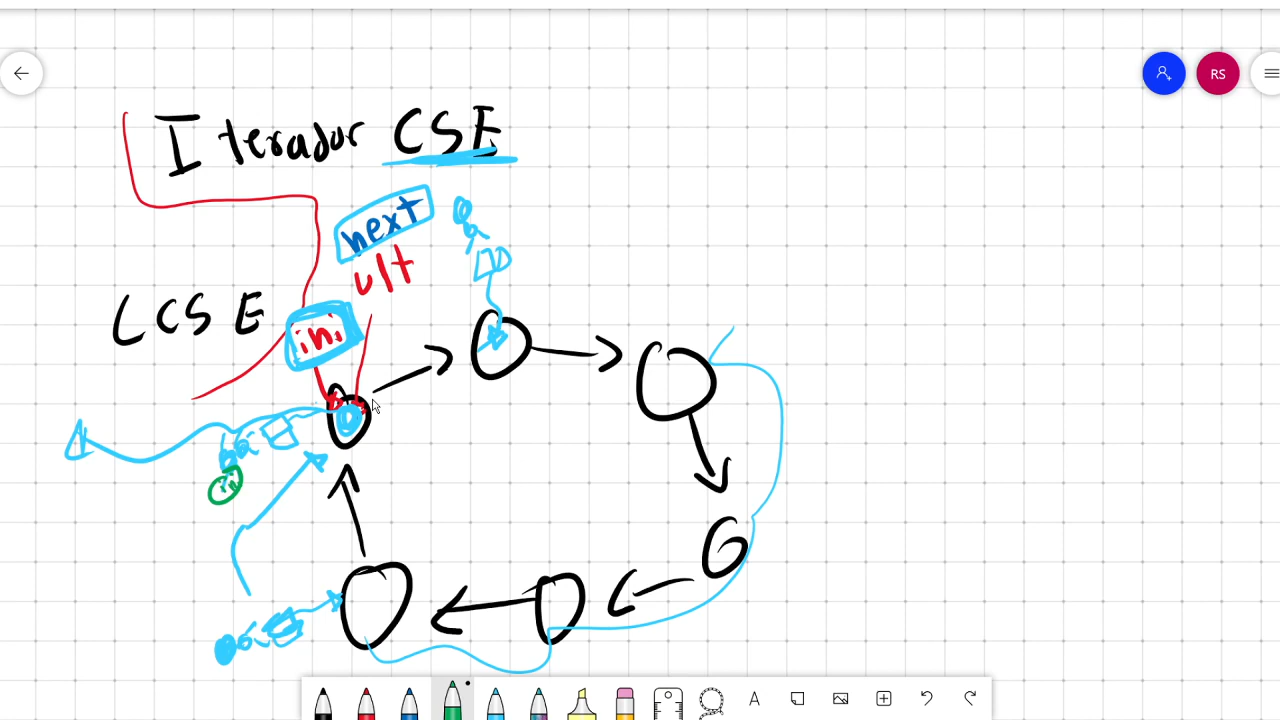 RS
Iterador CSE
next
ult
LCSE
ini
A